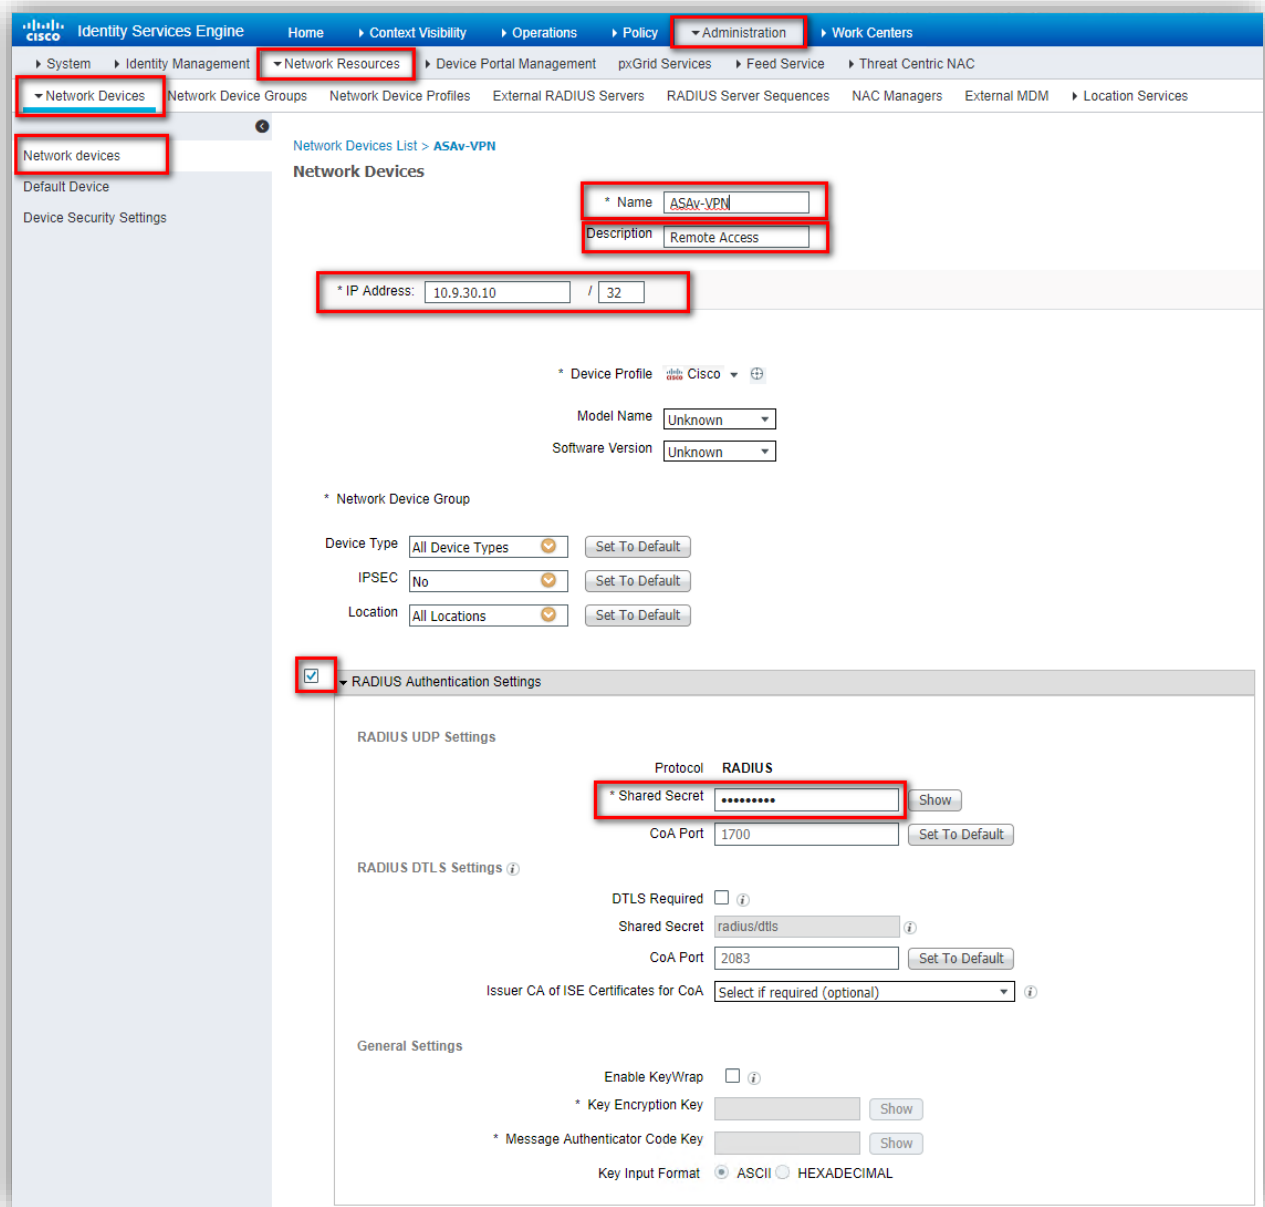 cisco Identity Services Engine Home Context Visibility Operations Policy Administration Work Centers
System Identity Management Network Resources Device Portal Management pxGrid Services Feed Service Threat Centric NAC
Network Devices Network Device Groups Network Device Profiles External RADIUS Servers RADIUS Server Sequences NAC Managers External MDM Location Services
Network devices
Default Device
Device Security Settings
Network Devices List > ASAv-VPN
Network Devices
* Name ASAv-VPN
Description Remote Access
* IP Address: 10.9.30.10 / 32
* Device Profile cisco Cisco
Model Name Unknown
Software Version Unknown
* Network Device Group
Device Type All Device Types Set To Default
IPSEC No Set To Default
Location All Locations Set To Default
RADIUS Authentication Settings
RADIUS UDP Settings
Protocol RADIUS
* Shared Secret ••••••••• Show
CoA Port 1700 Set To Default
RADIUS DTLS Settings i
DTLS Required i
Shared Secret radius/dtls i
CoA Port 2083 Set To Default
Issuer CA of ISE Certificates for CoA Select if required (optional) i
General Settings
Enable KeyWrap i
* Key Encryption Key Show
* Message Authenticator Code Key Show
Key Input Format ASCII HEXADECIMAL